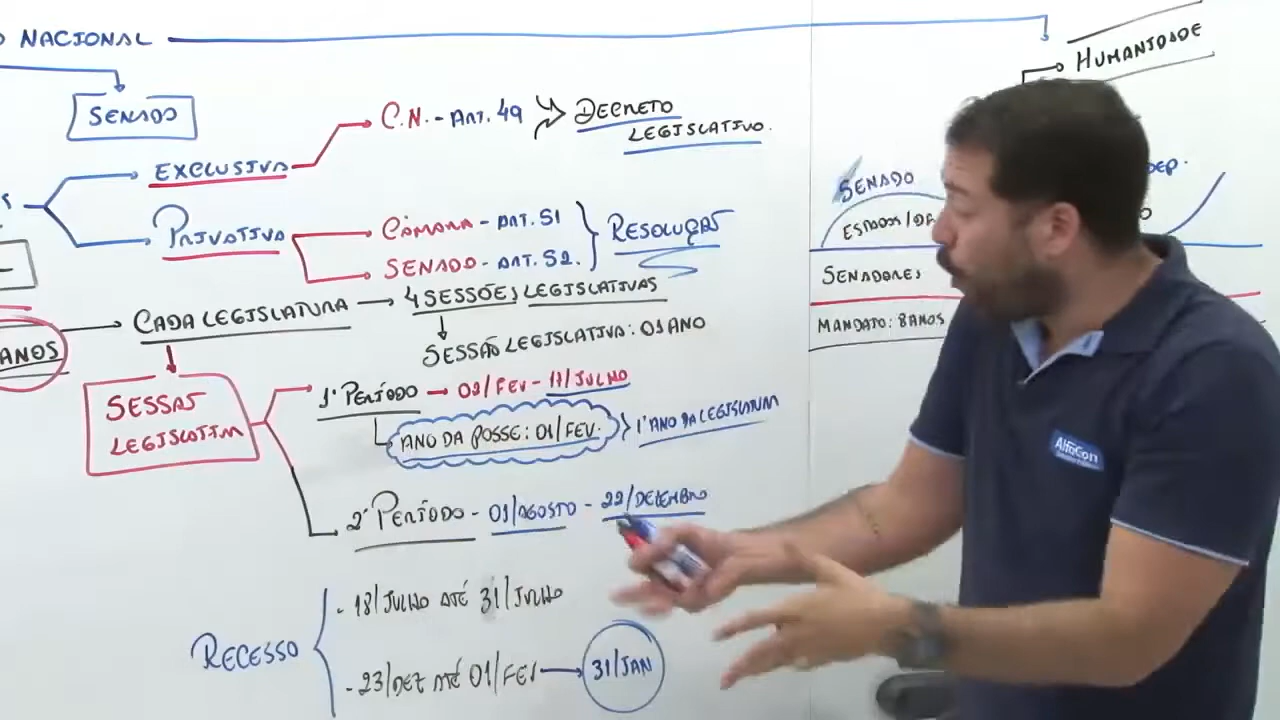 O NACIONAL
SENADO
EXCLUSIVA
C.N. - ART. 49
DECRETO
LEGISLATIVO.
PRIVATIVA
CÂMARA - ART. 51
SENADO - ART. 52.
RESOLUÇÃO
ANOS
CADA LEGISLATURA
4 SESSÕES LEGISLATIVAS
SESSÃO LEGISLATIVA: 01 ANO
SESSÃO
LEGISLATIVA
1º PERÍODO
02/FEV - 17/JULHO
ANO DA POSSE: 01/FEV.
1º ANO DA LEGISLATURA
2º PERÍODO - 01/AGOSTO - 22/DEZEMBRO
RECESSO
- 18/JULHO ATÉ 31/JULHO
- 23/DEZ ATÉ 01/FEV
31/JAN
HUMANIDADE
SENADO
ESTADOS/DF
SENADORES
MANDATO: 8 ANOS
DEP.
AlfaCon